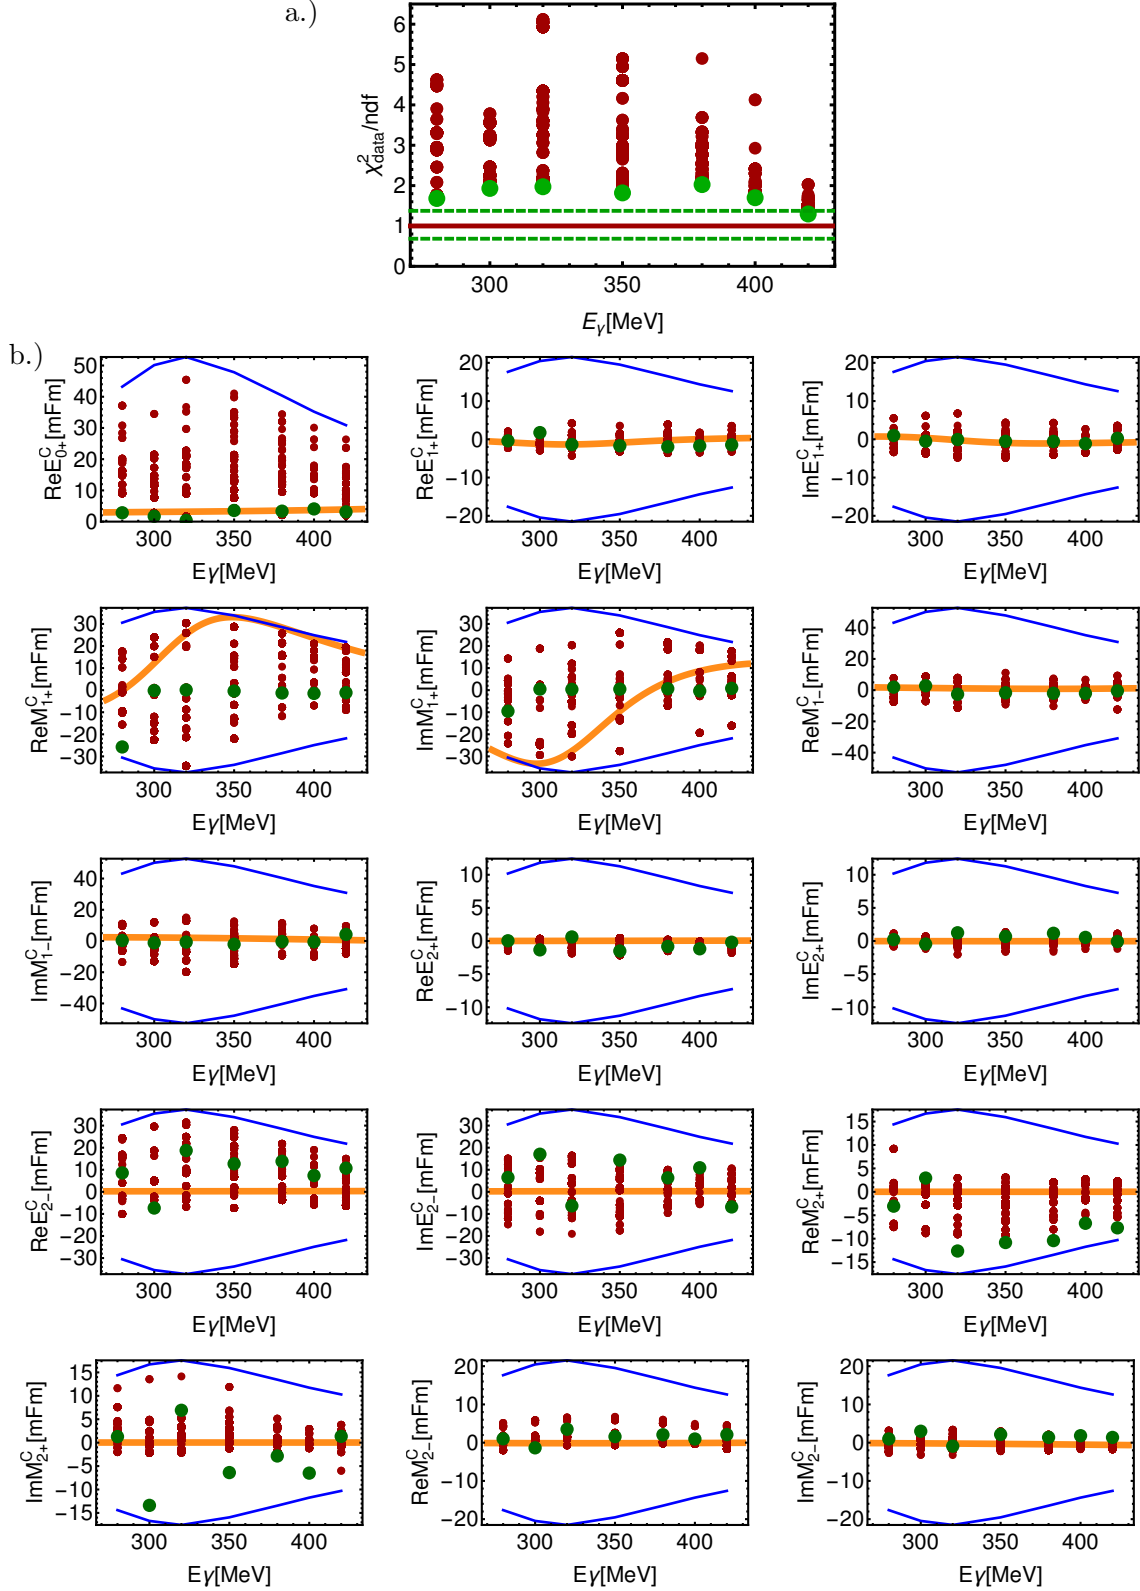 a.)
6
5
4
3
2
1
0
χ²data/ndf
300 350 400
Eγ[MeV]
b.)
50
40
30
20
10
0
ReE0+^C[mFm]
300 350 400
Eγ[MeV]
20
10
0
−10
−20
ReE1+^C[mFm]
300 350 400
Eγ[MeV]
20
10
0
−10
−20
ImE1+^C[mFm]
300 350 400
Eγ[MeV]
30
20
10
0
−10
−20
−30
ReM1+^C[mFm]
300 350 400
Eγ[MeV]
30
20
10
0
−10
−20
−30
ImM1+^C[mFm]
300 350 400
Eγ[MeV]
40
20
0
−20
−40
ReM1−^C[mFm]
300 350 400
Eγ[MeV]
40
20
0
−20
−40
ImM1−^C[mFm]
300 350 400
Eγ[MeV]
10
5
0
−5
−10
ReE2+^C[mFm]
300 350 400
Eγ[MeV]
10
5
0
−5
−10
ImE2+^C[mFm]
300 350 400
Eγ[MeV]
30
20
10
0
−10
−20
−30
ReE2−^C[mFm]
300 350 400
Eγ[MeV]
30
20
10
0
−10
−20
−30
ImE2−^C[mFm]
300 350 400
Eγ[MeV]
15
10
5
0
−5
−10
−15
ReM2+^C[mFm]
300 350 400
Eγ[MeV]
15
10
5
0
−5
−10
−15
ImM2+^C[mFm]
300 350 400
Eγ[MeV]
20
10
0
−10
−20
ReM2−^C[mFm]
300 350 400
Eγ[MeV]
20
10
0
−10
−20
ImM2−^C[mFm]
300 350 400
Eγ[MeV]